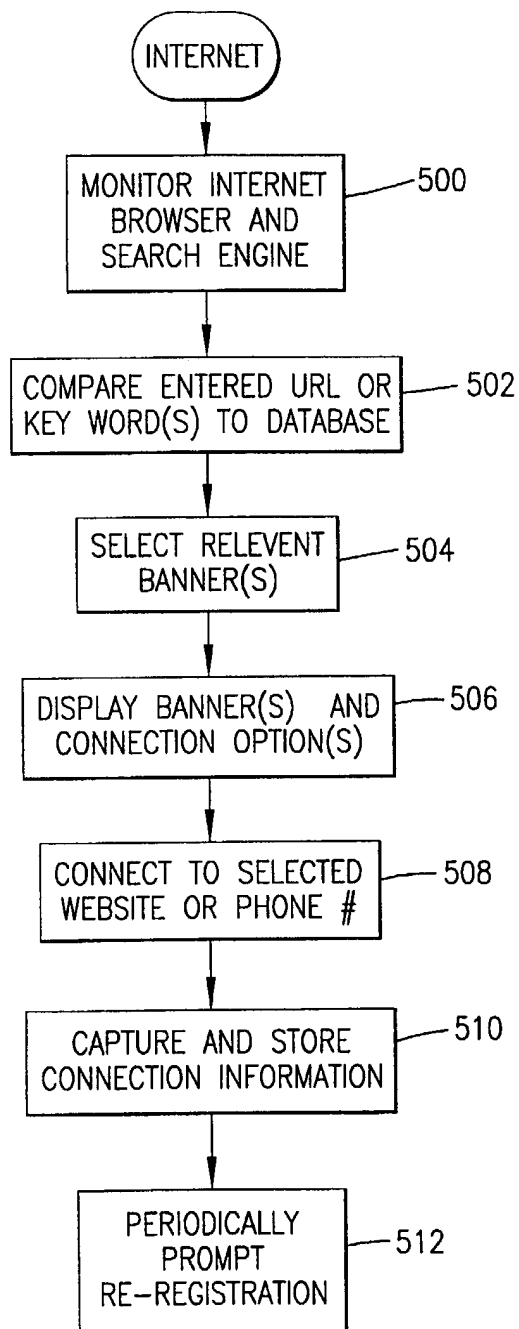 INTERNET
MONITOR INTERNET
BROWSER AND
SEARCH ENGINE
500
COMPARE ENTERED URL OR
KEY WORD(S) TO DATABASE
502
SELECT RELEVENT
BANNER(S)
504
DISPLAY BANNER(S) AND
CONNECTION OPTION(S)
506
CONNECT TO SELECTED
WEBSITE OR PHONE #
508
CAPTURE AND STORE
CONNECTION INFORMATION
510
PERIODICALLY
PROMPT
RE-REGISTRATION
512